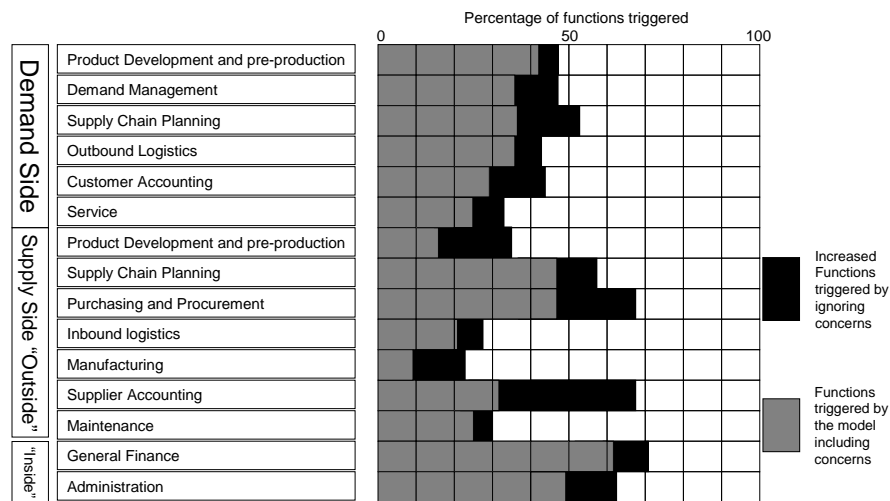 Percentage of functions triggered
0 50 100
Demand Side
Product Development and pre-production
Demand Management
Supply Chain Planning
Outbound Logistics
Customer Accounting
Service
Supply Side “Outside”
Product Development and pre-production
Supply Chain Planning
Purchasing and Procurement
Inbound logistics
Manufacturing
Supplier Accounting
Maintenance
“Inside”
General Finance
Administration
Increased
Functions
triggered by
ignoring
concerns
Functions
triggered by
the model
including
concerns